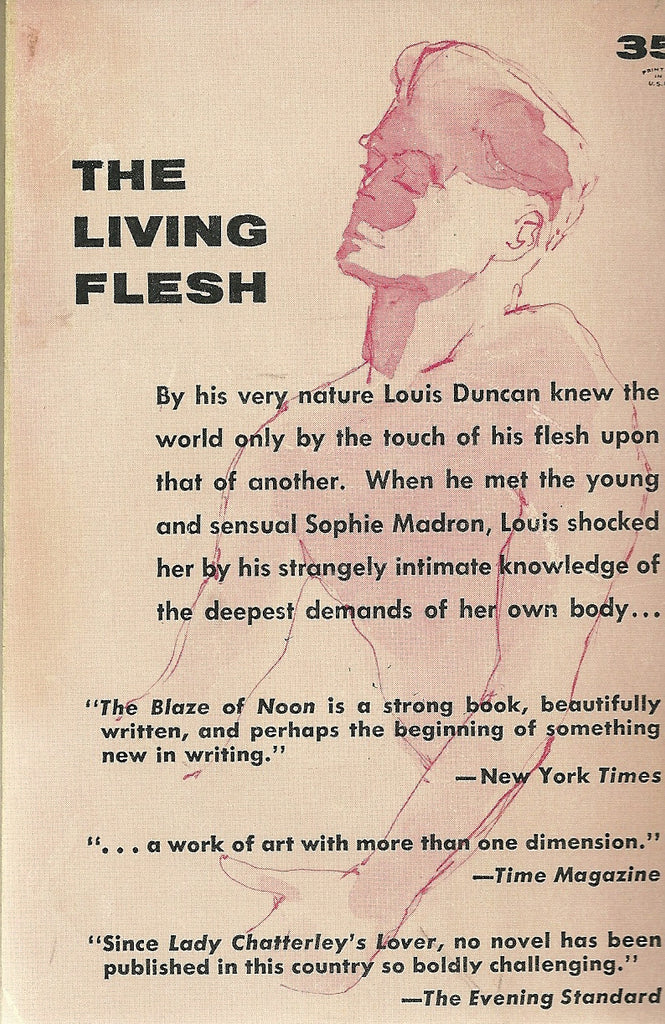 35
PRINTED
IN
U.S.A.
THE
LIVING
FLESH
By his very nature Louis Duncan knew the
world only by the touch of his flesh upon
that of another. When he met the young
and sensual Sophie Madron, Louis shocked
her by his strangely intimate knowledge of
the deepest demands of her own body...
"The Blaze of Noon is a strong book, beautifully
written, and perhaps the beginning of something
new in writing."
—New York Times
"... a work of art with more than one dimension."
—Time Magazine
"Since Lady Chatterley's Lover, no novel has been
published in this country so boldly challenging."
—The Evening Standard